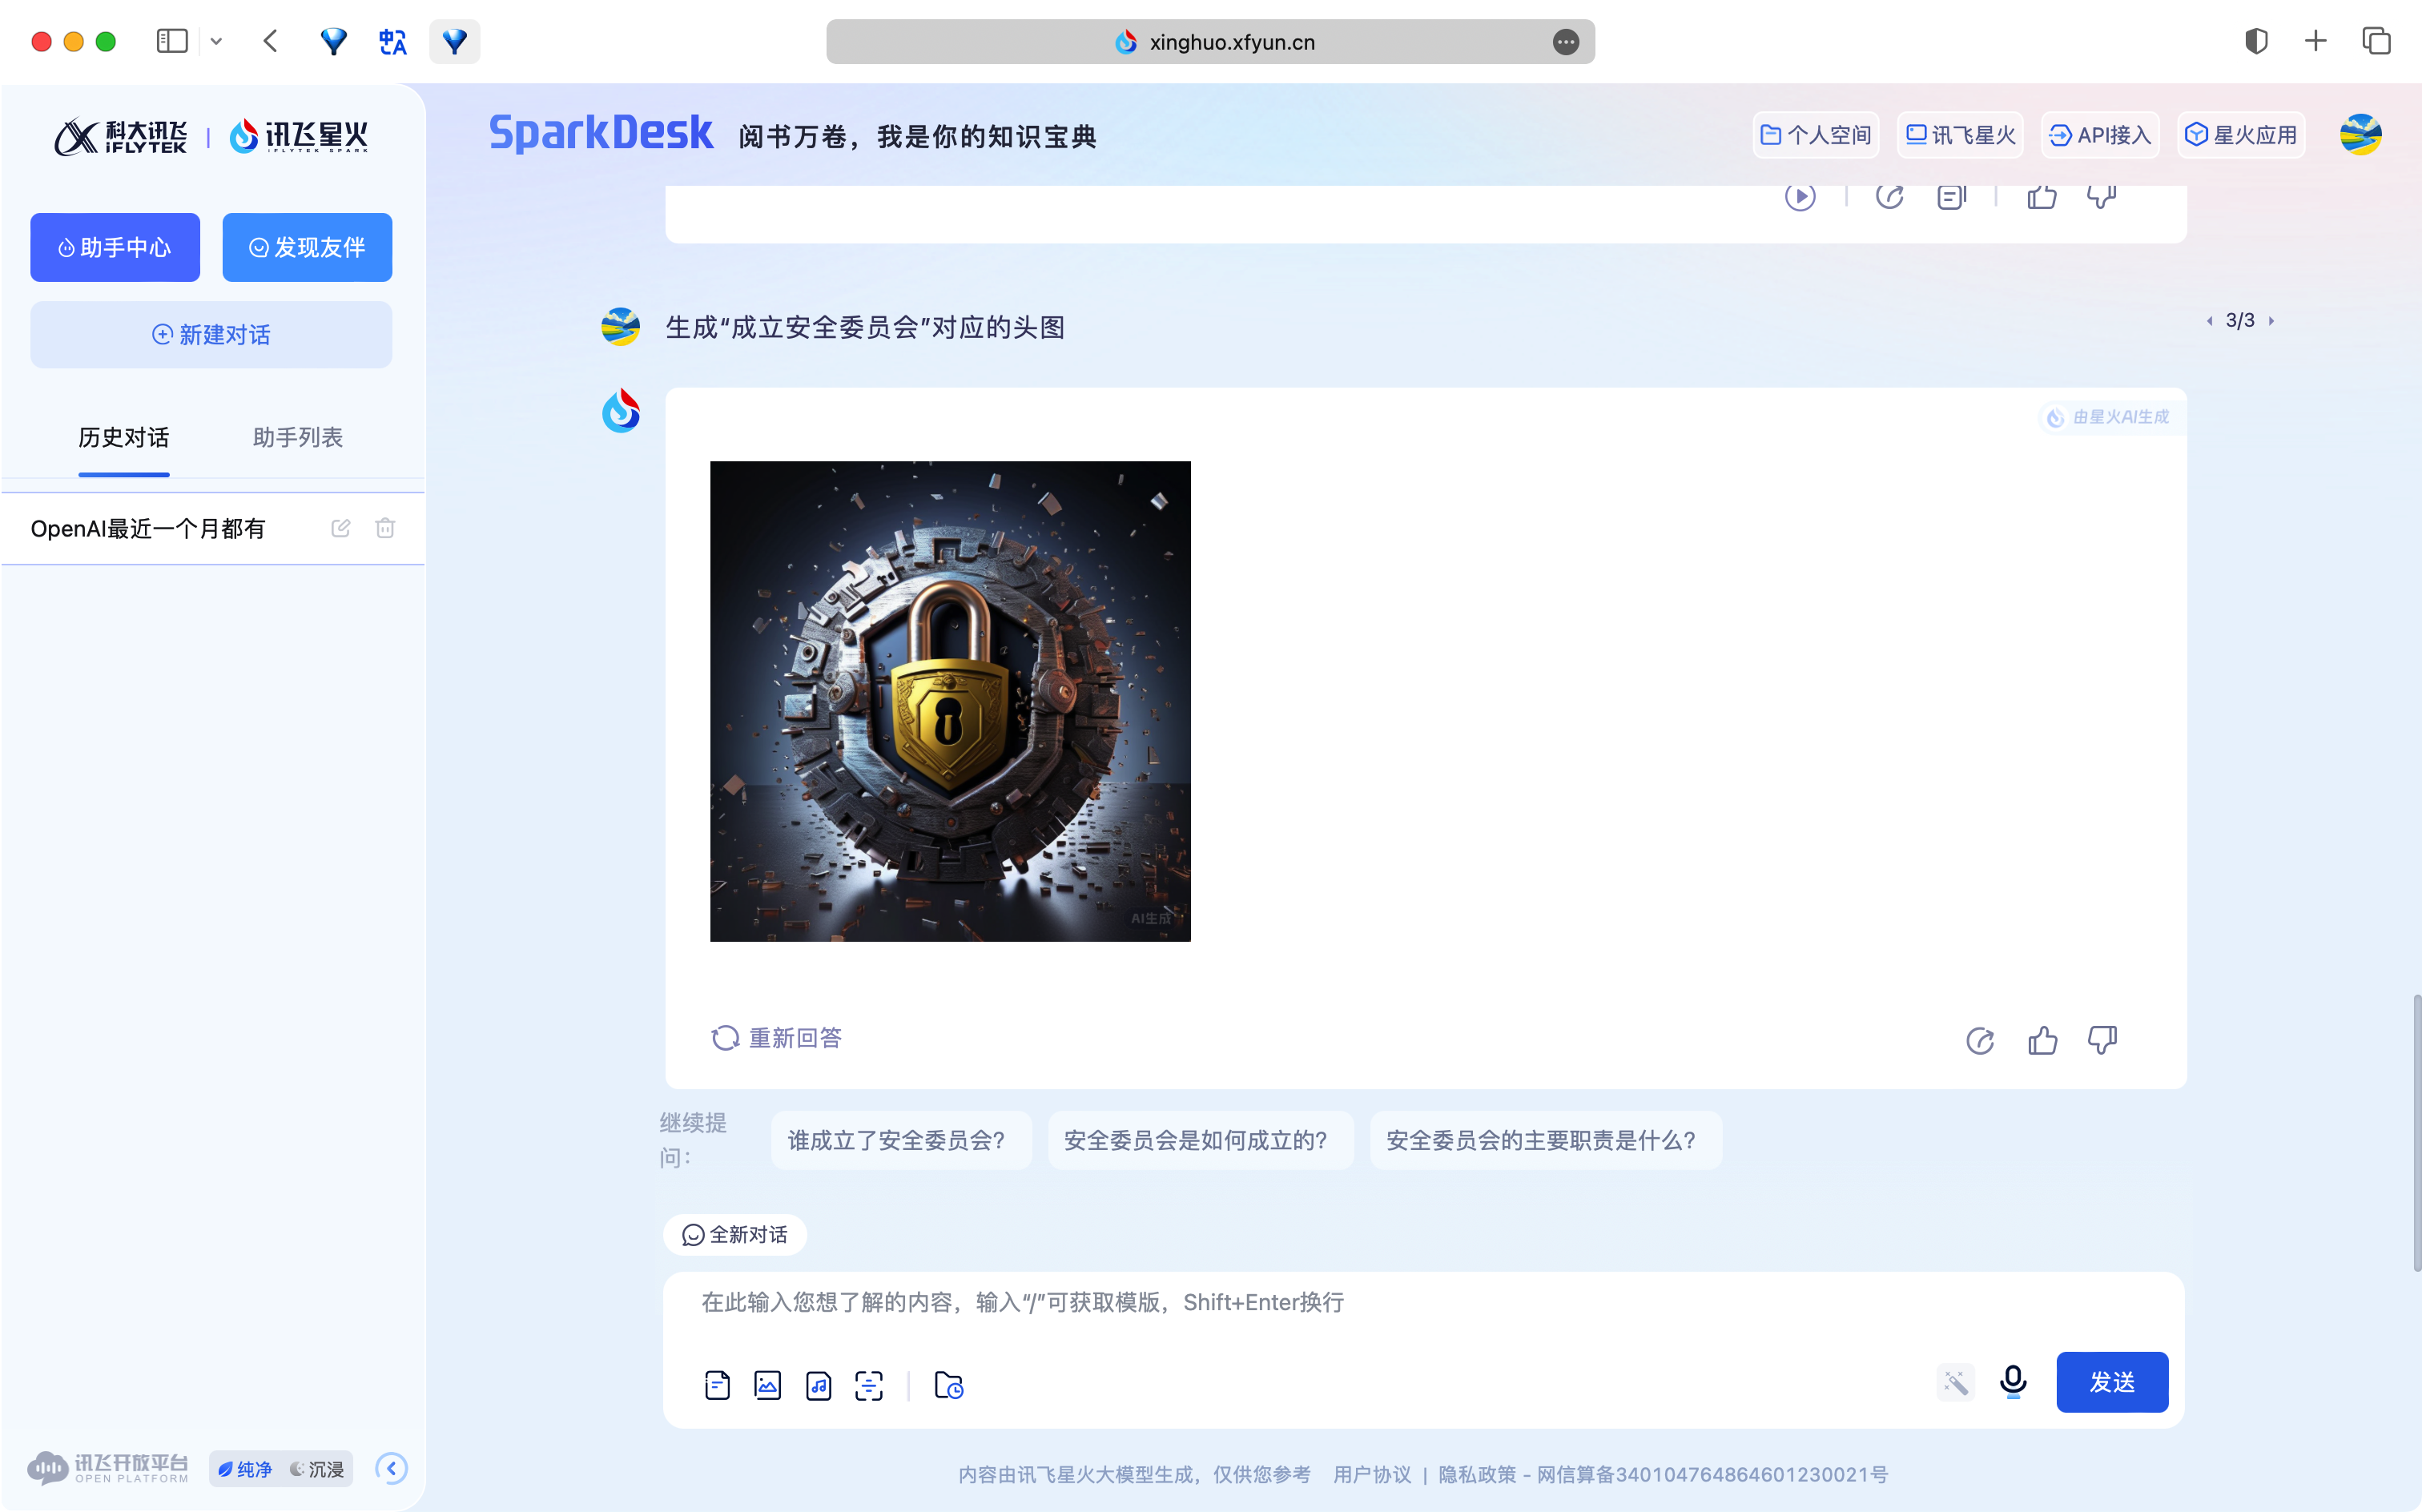 xinghuo.xfyun.cn
科大讯飞
iFLYTEK
讯飞星火
IFLYTEK SPARK
SparkDesk 阅书万卷，我是你的知识宝典
个人空间
讯飞星火
API接入
星火应用
助手中心
发现友伴
新建对话
历史对话
助手列表
OpenAI最近一个月都有
生成“成立安全委员会”对应的头图
3/3
由星火AI生成
AI生成
重新回答
继续提
问：
谁成立了安全委员会？
安全委员会是如何成立的？
安全委员会的主要职责是什么？
全新对话
在此输入您想了解的内容，输入“/”可获取模版，Shift+Enter换行
发送
讯飞开放平台
OPEN PLATFORM
纯净
沉浸
内容由讯飞星火大模型生成，仅供您参考 用户协议 | 隐私政策 - 网信算备340104764864601230021号